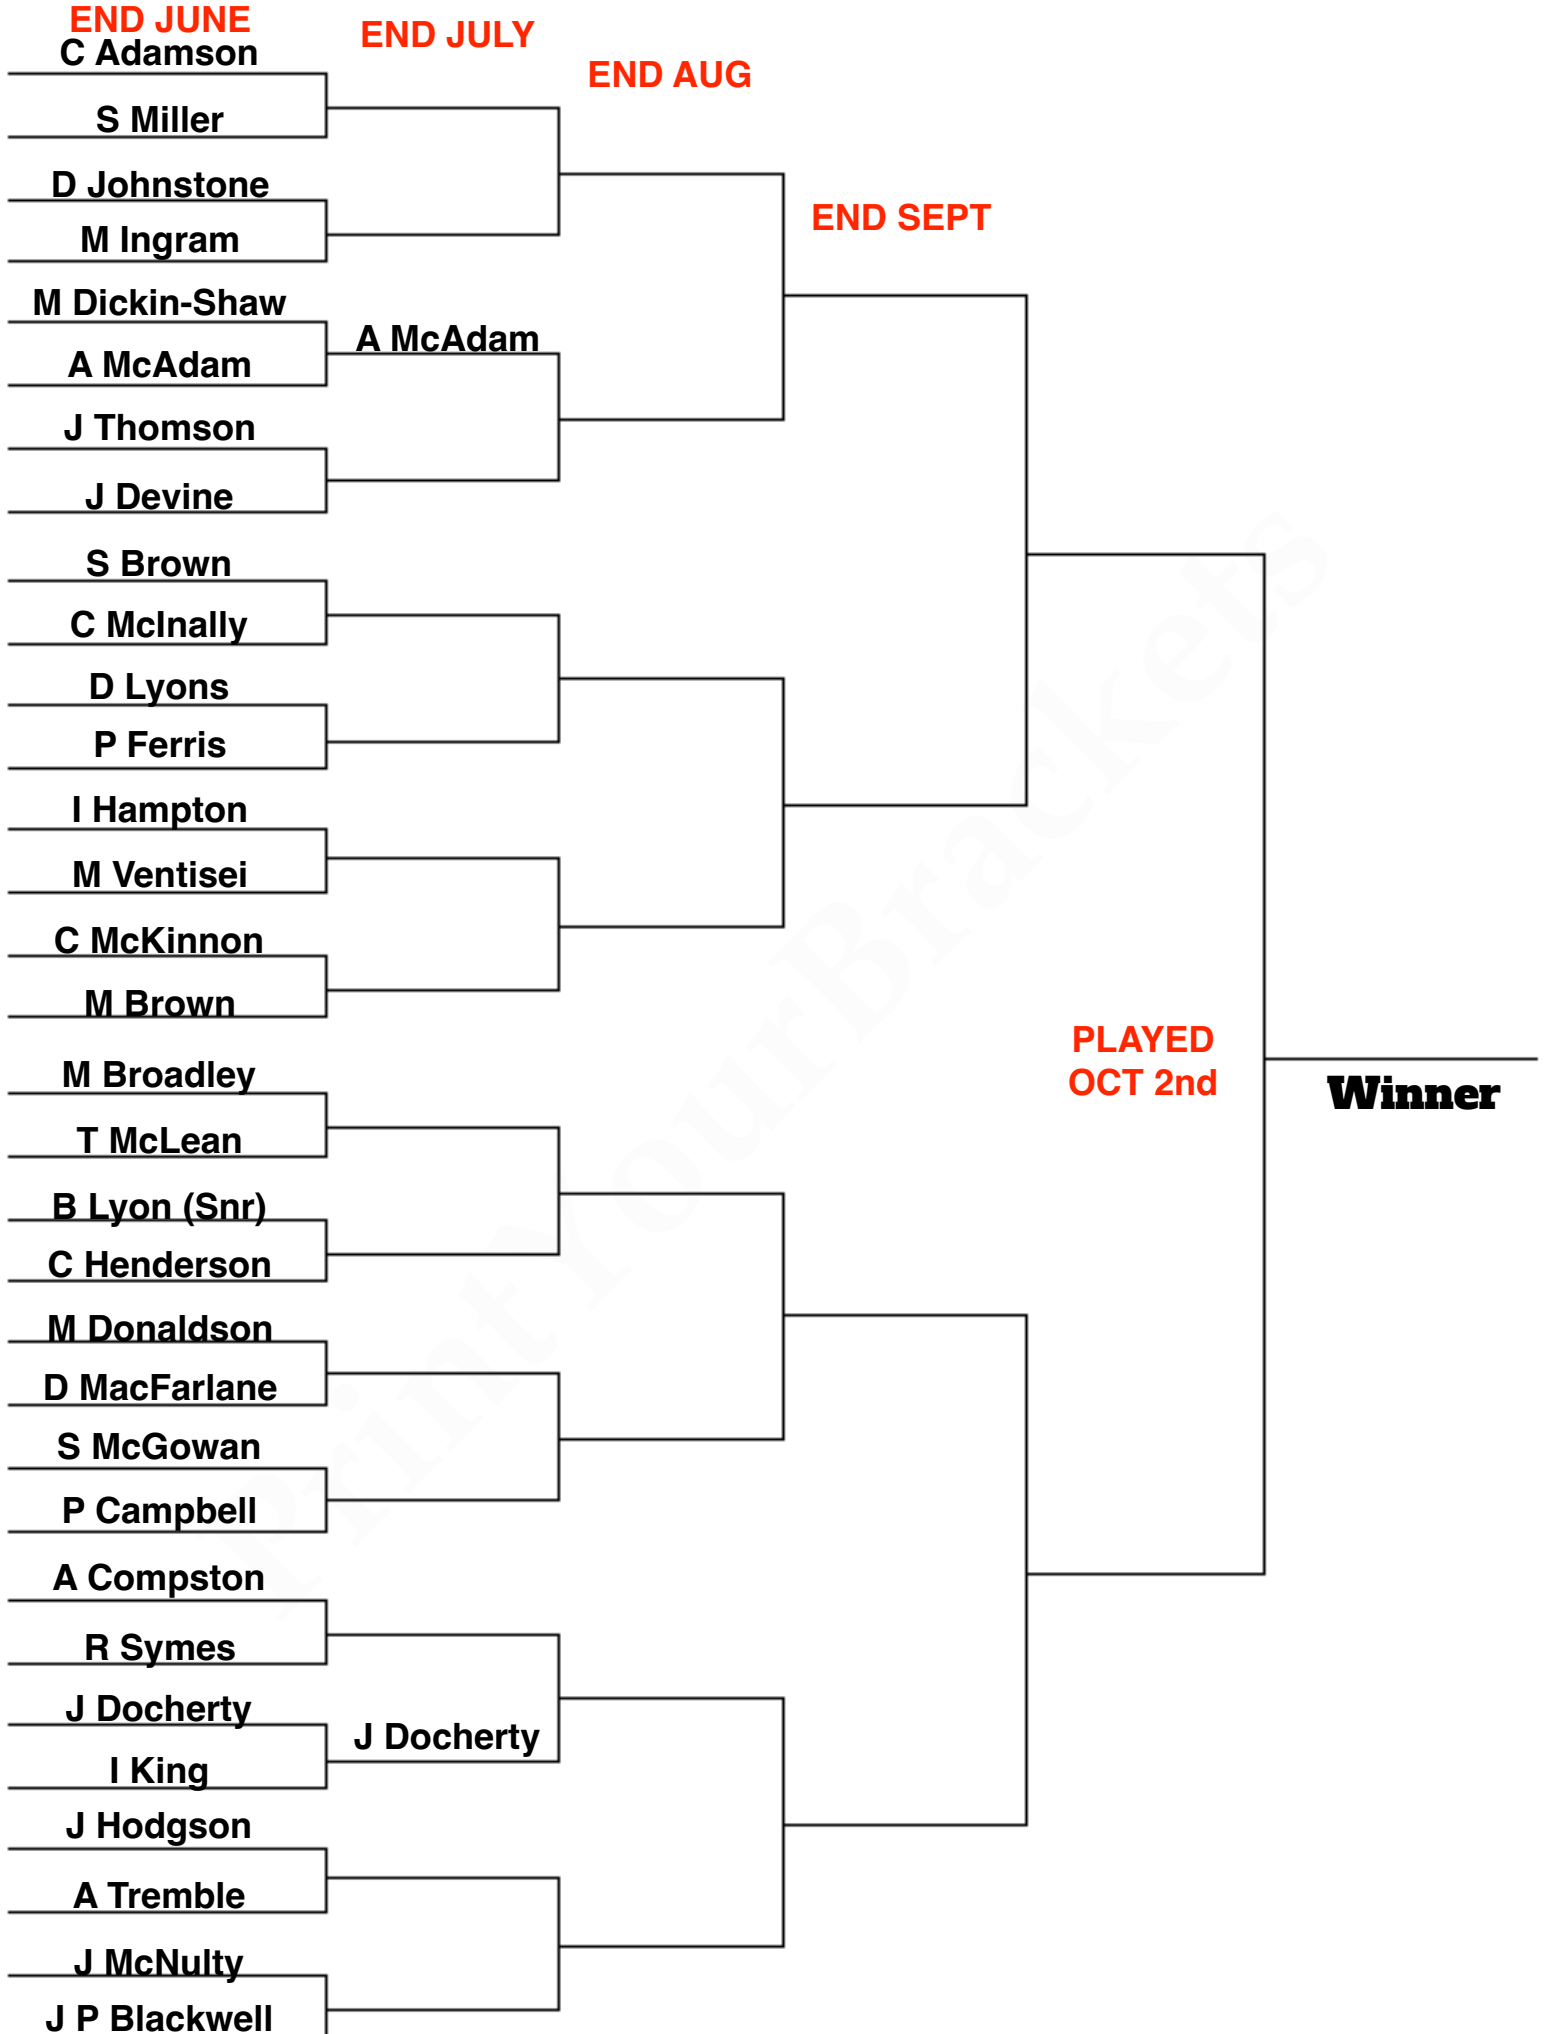 END JUNE
END JULY
END AUG
END SEPT
C Adamson
S Miller
D Johnstone
M Ingram
M Dickin-Shaw
A McAdam
A McAdam
J Thomson
J Devine
S Brown
C McInally
D Lyons
P Ferris
I Hampton
M Ventisei
C McKinnon
M Brown
M Broadley
T McLean
B Lyon (Snr)
C Henderson
M Donaldson
D MacFarlane
S McGowan
P Campbell
A Compston
R Symes
J Docherty
I King
J Docherty
J Hodgson
A Tremble
J McNulty
J P Blackwell
PLAYED
OCT 2nd
Winner
PrintYourBrackets